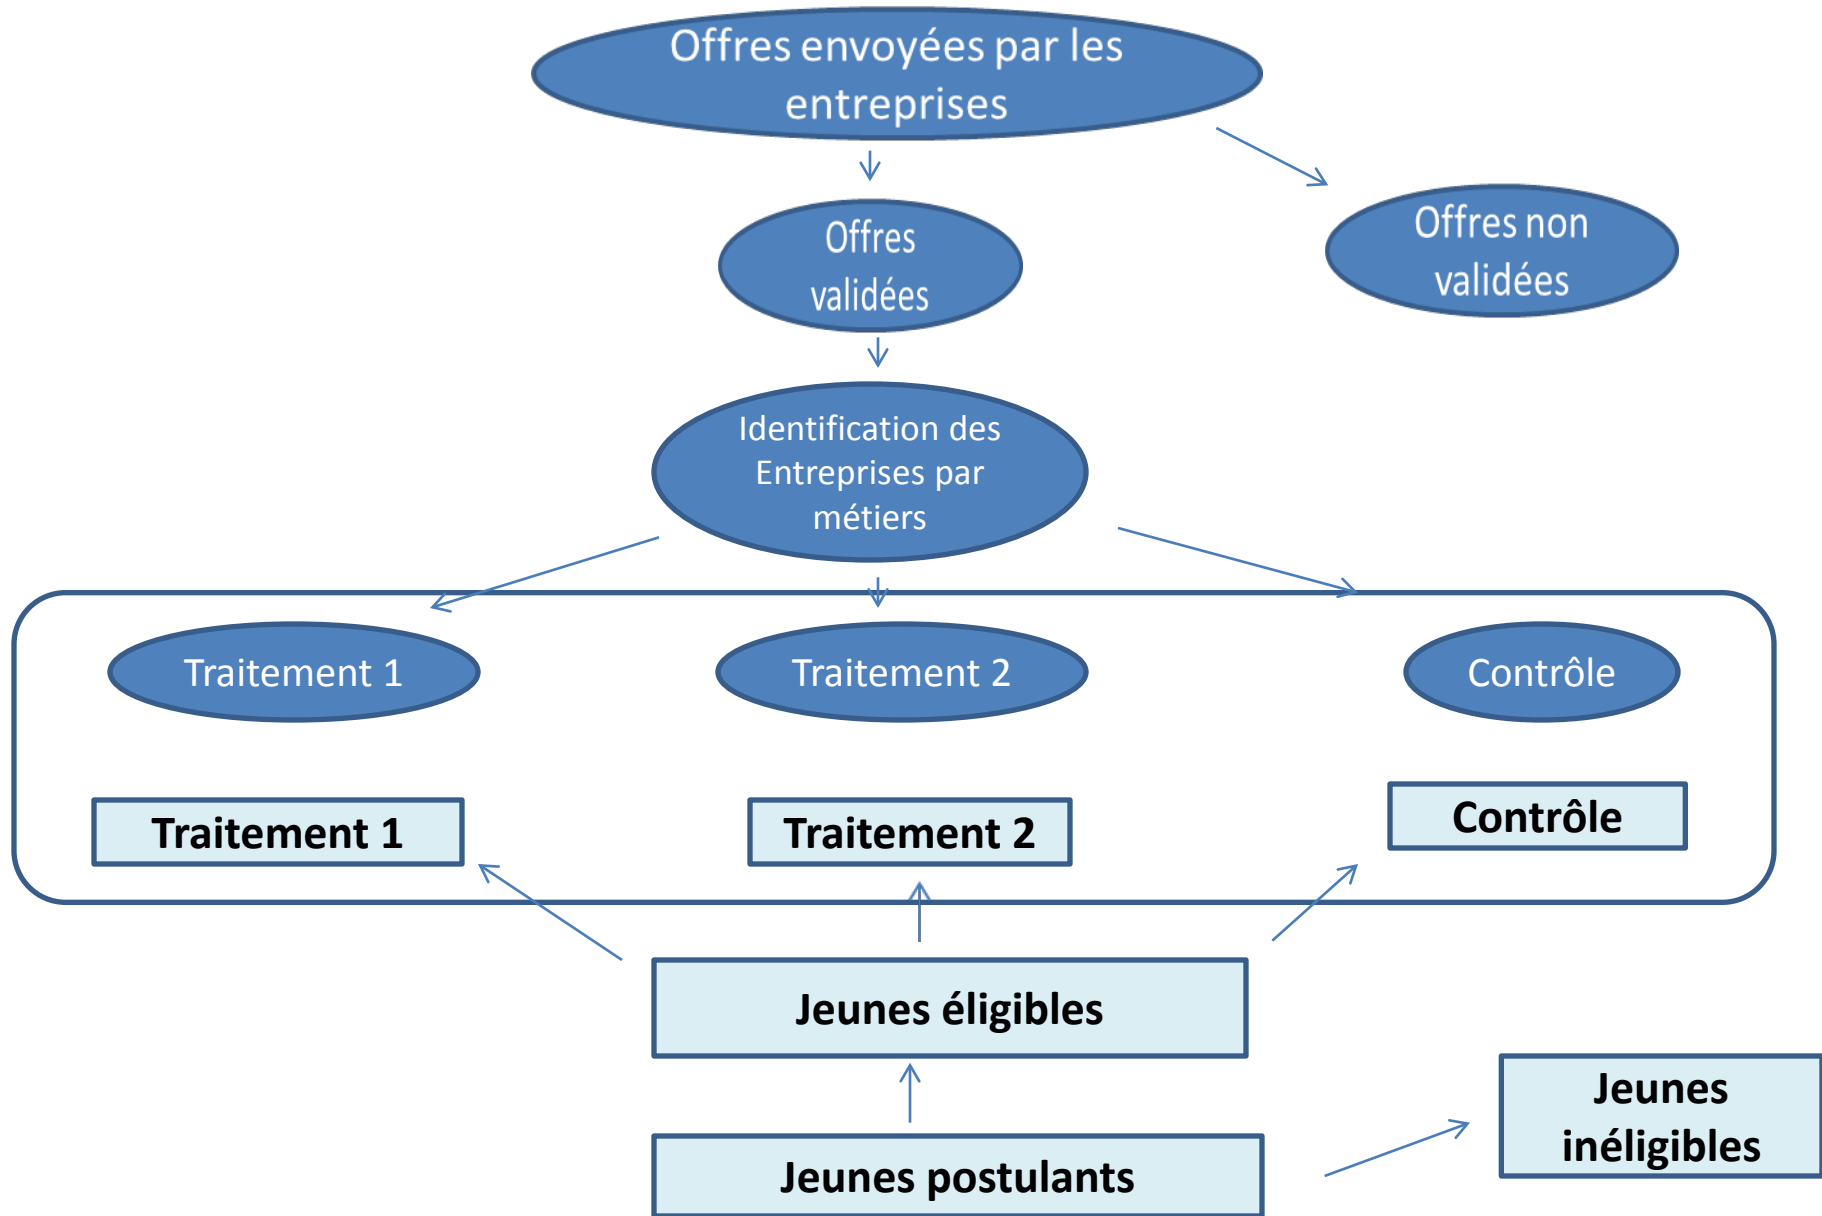 Offres envoyées par les
entreprises
Offres
validées
Offres non
validées
Identification des
Entreprises par
métiers
Traitement 1
Traitement 2
Contrôle
Traitement 1
Traitement 2
Contrôle
Jeunes éligibles
Jeunes
inéligibles
Jeunes postulants